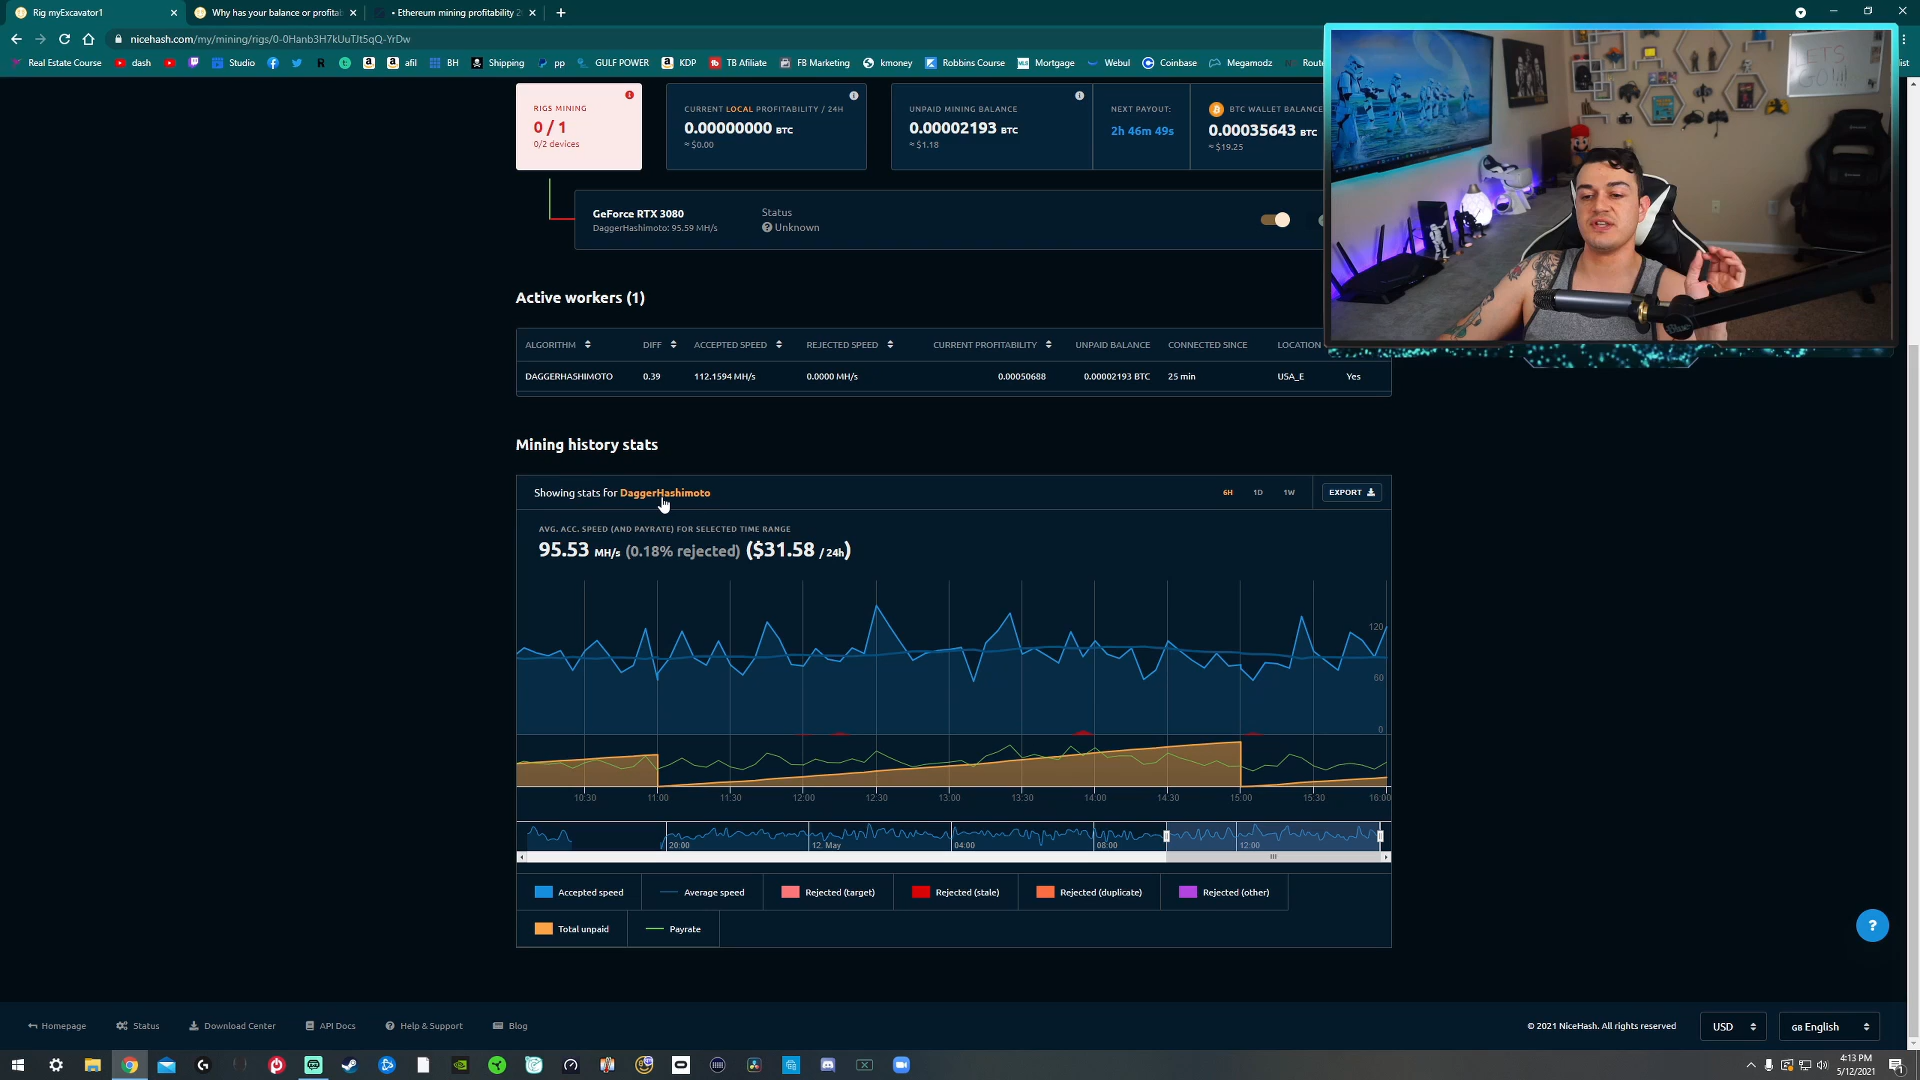 Rig myExcavator1
Why has your balance or profitab
• Ethereum mining profitability 2
nicehash.com/my/mining/rigs/0-0Hanb3H7kUuTJt5qQ-YrDw
Real Estate Course
dash
Studio
afil
BH
Shipping
pp
GULF POWER
KDP
TB Afiliate
FB Marketing
kmoney
Robbins Course
Mortgage
Webul
Coinbase
Megamodz
Route
list
LETS GO!
RIGS MINING
0 / 1
0/2 devices
CURRENT LOCAL PROFITABILITY / 24H
0.00000000 BTC
≈ $0.00
UNPAID MINING BALANCE
0.00002193 BTC
≈ $1.18
NEXT PAYOUT:
2h 46m 49s
BTC WALLET BALANCE
0.00035643 BTC
≈ $19.25
GeForce RTX 3080
DaggerHashimoto: 95.59 MH/s
Status
Unknown
Active workers (1)
ALGORITHM DIFF ACCEPTED SPEED REJECTED SPEED CURRENT PROFITABILITY UNPAID BALANCE CONNECTED SINCE LOCATION
DAGGERHASHIMOTO 0.39 112.1594 MH/s 0.0000 MH/s 0.00050688 0.00002193 BTC 25 min USA_E Yes
Mining history stats
Showing stats for DaggerHashimoto
6H 1D 1W EXPORT
AVG. ACC. SPEED (AND PAYRATE) FOR SELECTED TIME RANGE
95.53 MH/s (0.18% rejected) ($31.58 / 24h)
120
60
0
10:30 11:00 11:30 12:00 12:30 13:00 13:30 14:00 14:30 15:00 15:30 16:00
20:00 12. May 04:00 08:00 12:00
Accepted speed Average speed Rejected (target) Rejected (stale) Rejected (duplicate) Rejected (other)
Total unpaid Payrate
?
Homepage Status Download Center API Docs Help & Support Blog
© 2021 NiceHash. All rights reserved
USD
GB English
4:13 PM
5/12/2021